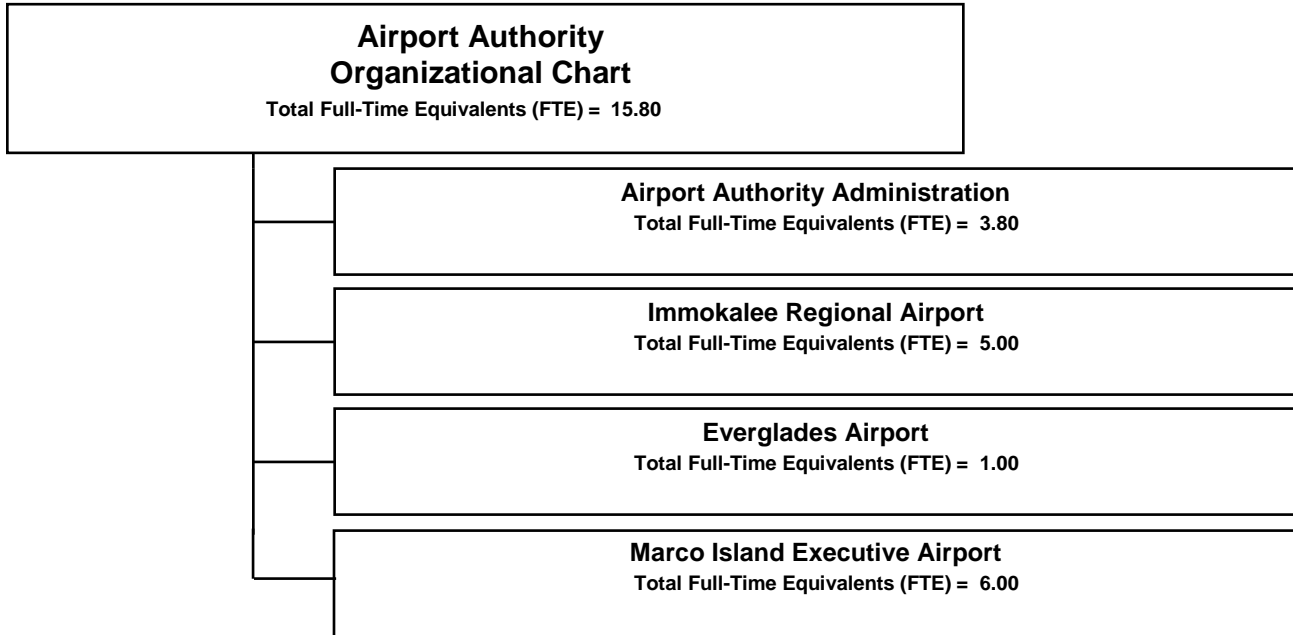 Airport Authority
Organizational Chart
Total Full-Time Equivalents (FTE) = 15.80
Airport Authority Administration
Total Full-Time Equivalents (FTE) = 3.80
Immokalee Regional Airport
Total Full-Time Equivalents (FTE) = 5.00
Everglades Airport
Total Full-Time Equivalents (FTE) = 1.00
Marco Island Executive Airport
Total Full-Time Equivalents (FTE) = 6.00